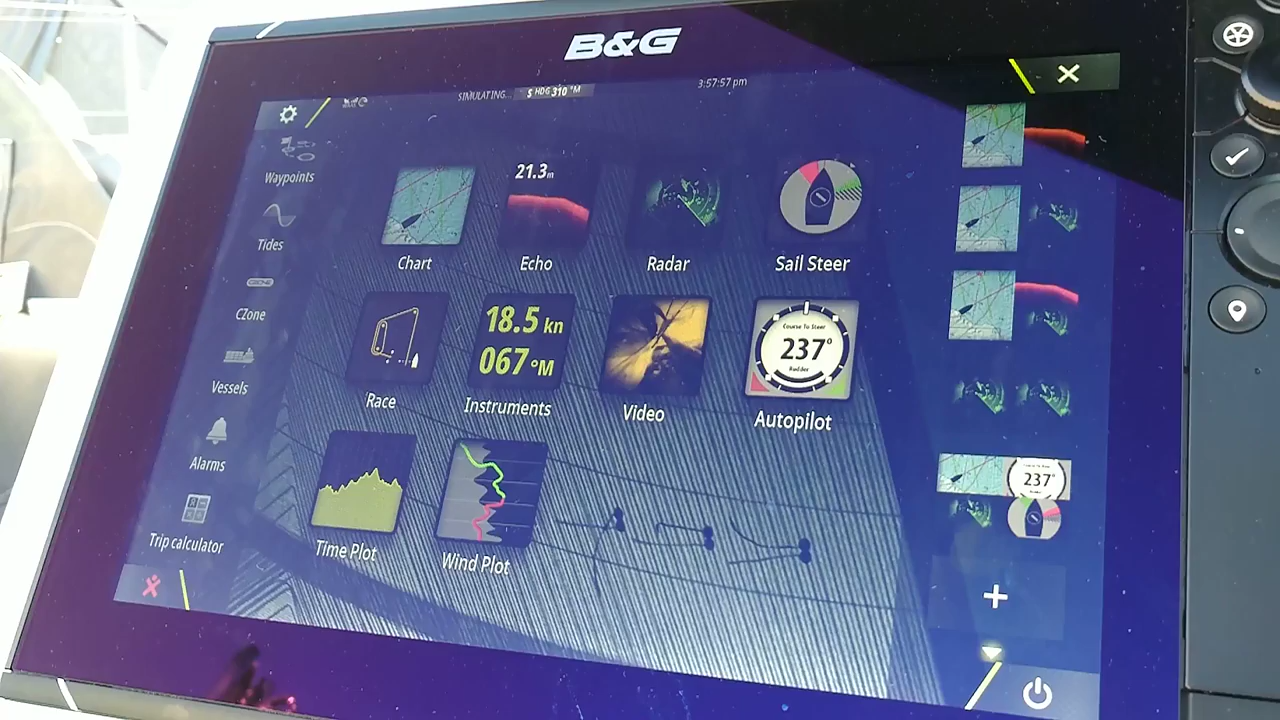 B&G
SIMULATING... S HDG 310 °M
3:57:57 pm
Waypoints
Tides
CZone
Vessels
Alarms
Trip calculator
21.3m
Chart
Echo
Radar
Sail Steer
18.5 kn
067 °M
Course To Steer
237°
Rudder
Race
Instruments
Video
Autopilot
Time Plot
Wind Plot
237°